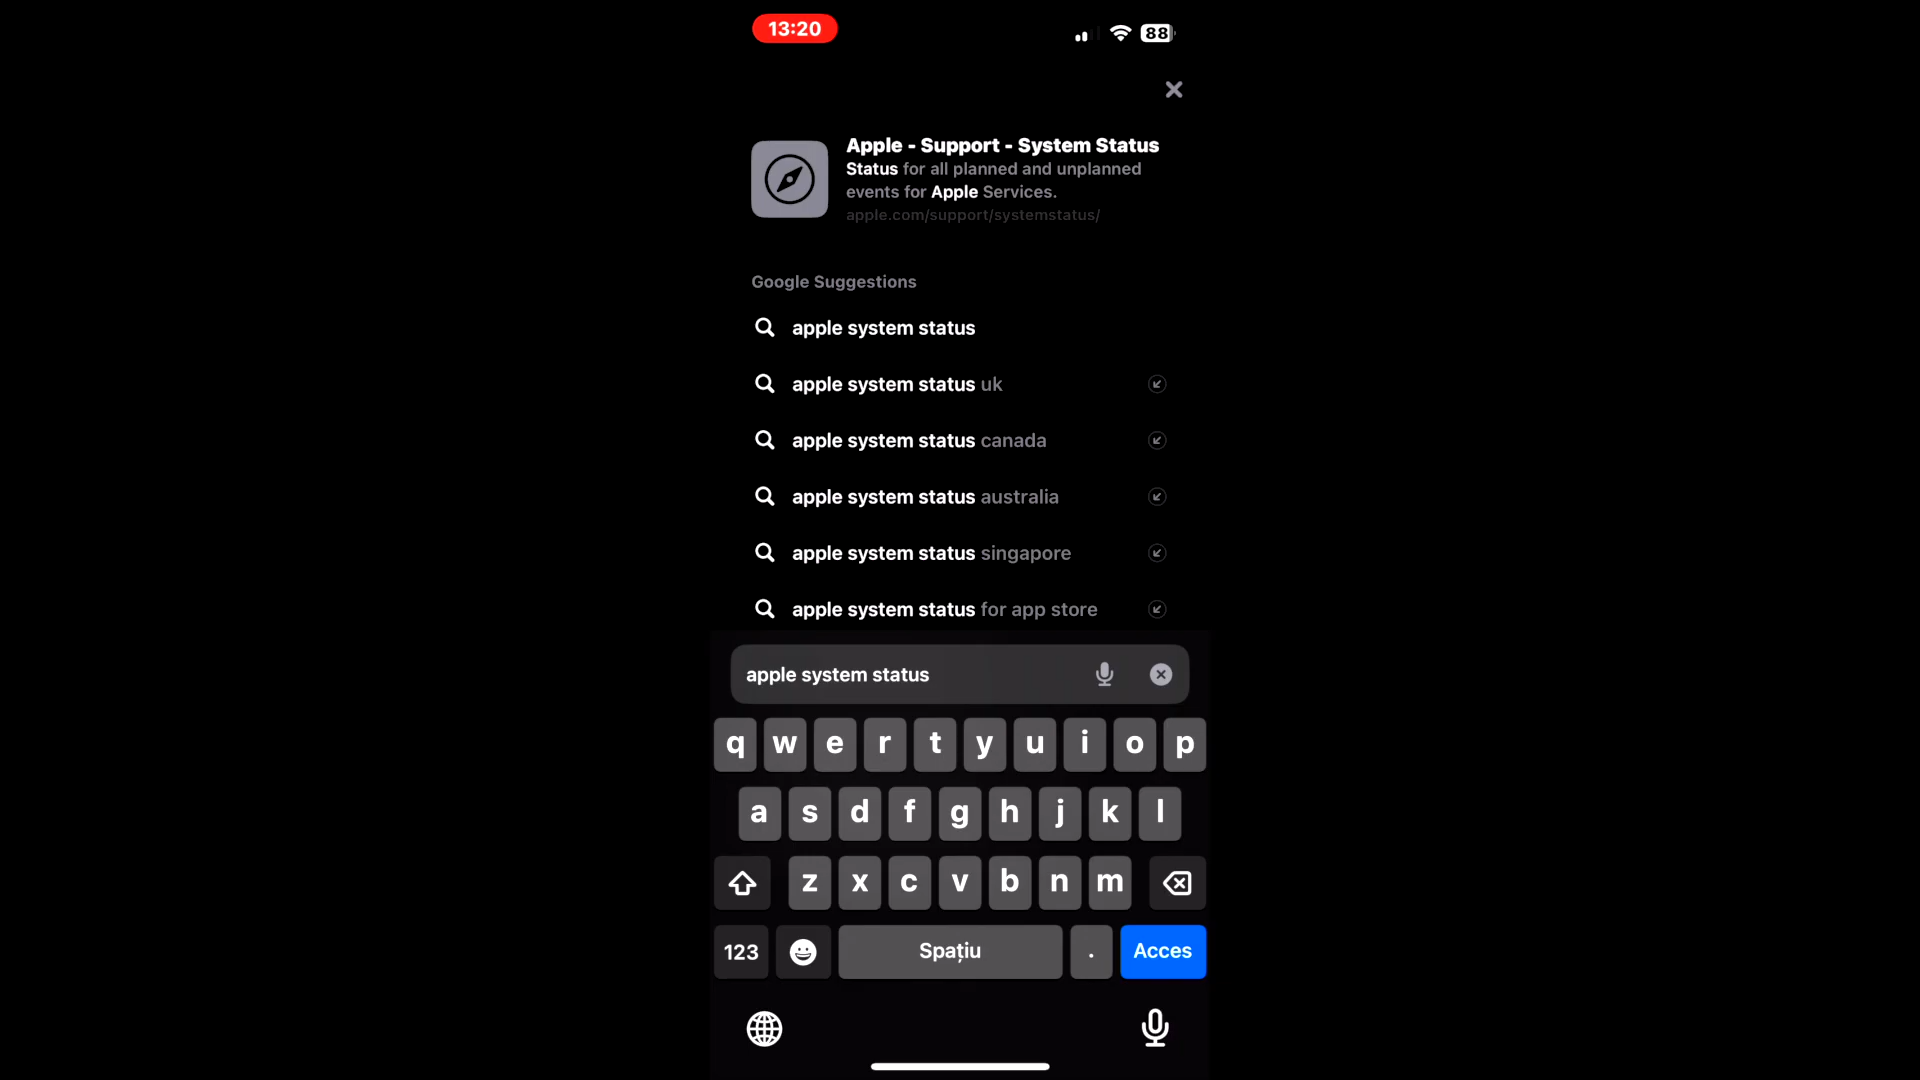 13:20
88
Apple - Support - System Status
Status for all planned and unplanned
events for Apple Services.
apple.com/support/systemstatus/
Google Suggestions
apple system status
apple system status uk
apple system status canada
apple system status australia
apple system status singapore
apple system status for app store
apple system status
q w e r t y u i o p
a s d f g h j k l
z x c v b n m
123 Spațiu . Acces